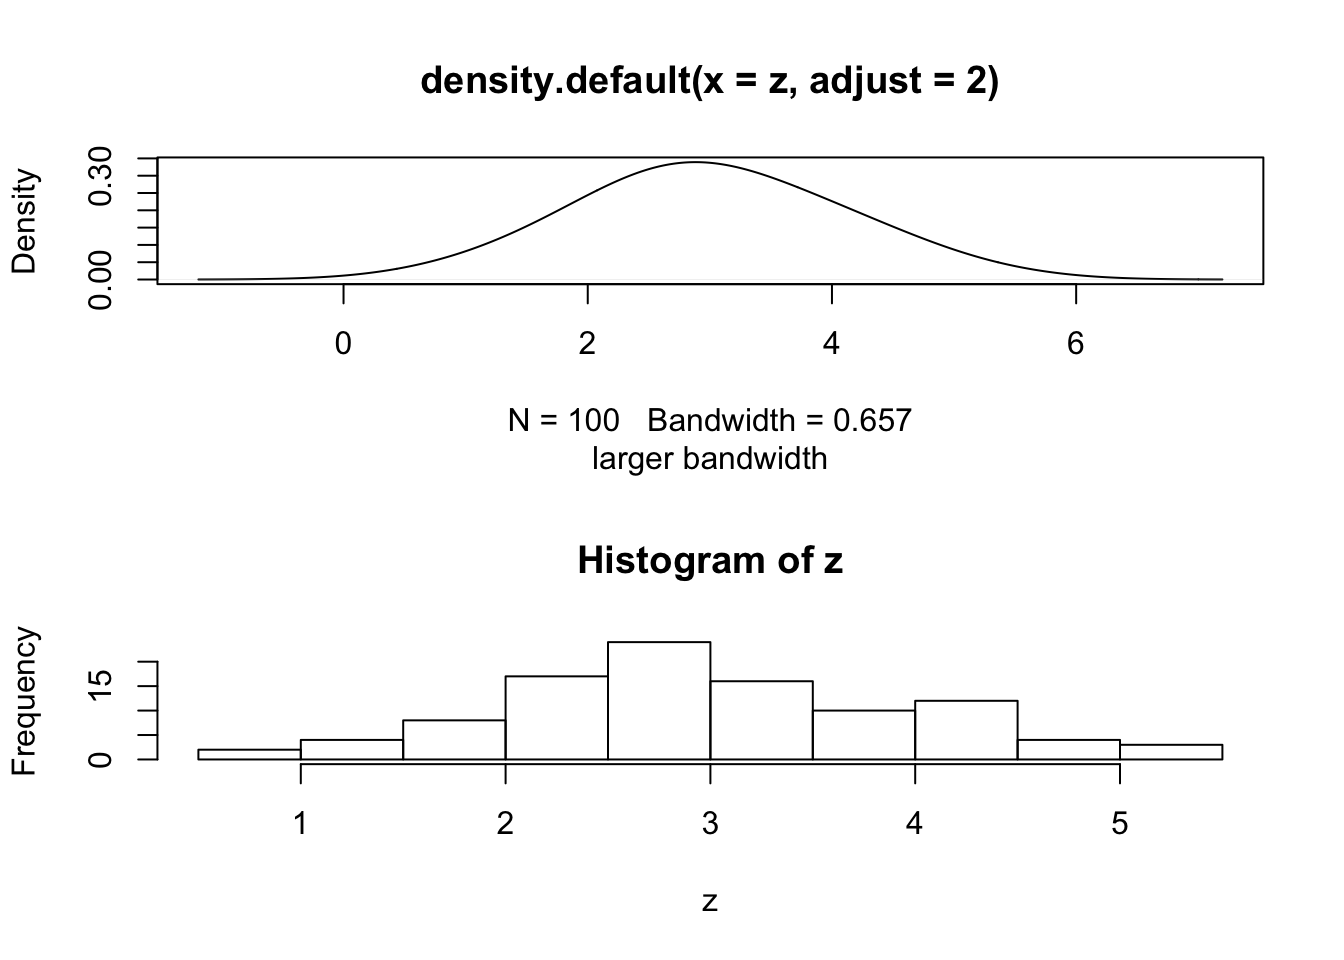 density.default(x = z, adjust = 2)
Density
0.30
0.00
0 2 4 6
N = 100 Bandwidth = 0.657
larger bandwidth
Histogram of z
Frequency
15
0
1 2 3 4 5
z